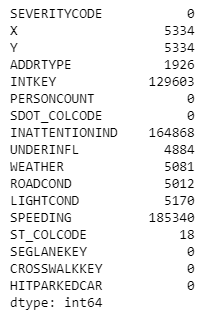 SEVERITYCODE 0
X 5334
Y 5334
ADDRTYPE 1926
INTKEY 129603
PERSONCOUNT 0
SDOT_COLCODE 0
INATTENTIONIND 164868
UNDERINFL 4884
WEATHER 5081
ROADCOND 5012
LIGHTCOND 5170
SPEEDING 185340
ST_COLCODE 18
SEGLANEKEY 0
CROSSWALKKEY 0
HITPARKEDCAR 0
dtype: int64